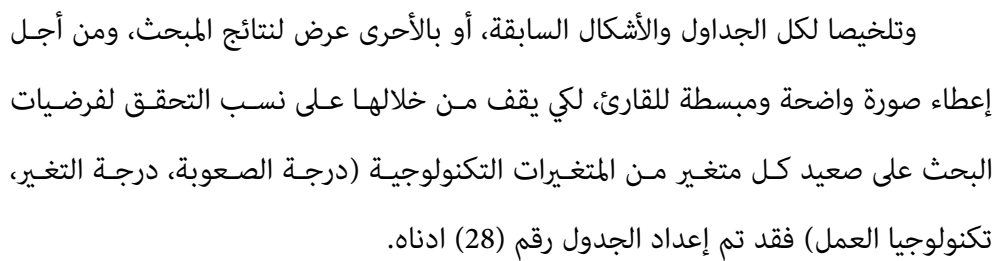 وتلخيصا لكل الجداول والأشكال السابقة، أو بالأحرى عرض لنتائج المبحث، ومن أجل
إعطاء صورة واضحة ومبسطة للقارئ، لكي يقف من خلالها على نسب التحقق لفرضيات
البحث على صعيد كل متغير من المتغيرات التكنولوجية (درجة الصعوبة، درجة التغير،
تكنولوجيا العمل) فقد تم إعداد الجدول رقم (28) ادناه.